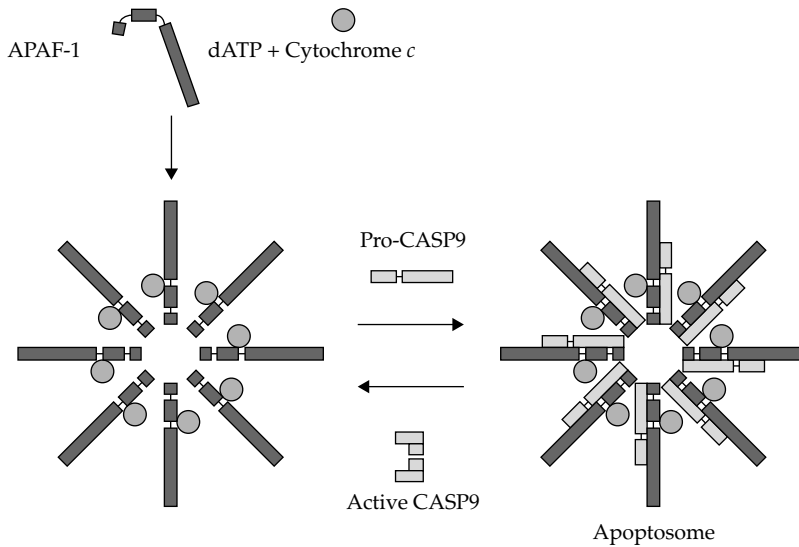 APAF-1
dATP + Cytochrome c
Pro-CASP9
Active CASP9
Apoptosome